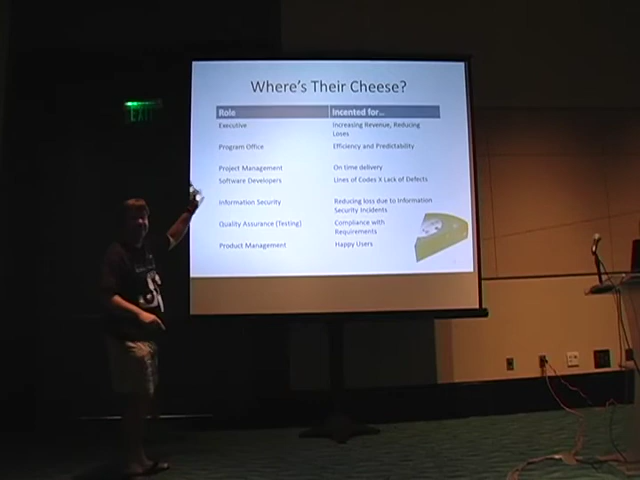 EXIT
Where's Their Cheese?
Role Incented for...
Executive Increasing Revenue, Reducing
Loses
Program Office Efficiency and Predictability
Project Management On time delivery
Software Developers Lines of Codes X Lack of Defects
Information Security Reducing loss due to Information
Security Incidents
Quality Assurance (Testing) Compliance with
Requirements
Product Management Happy Users